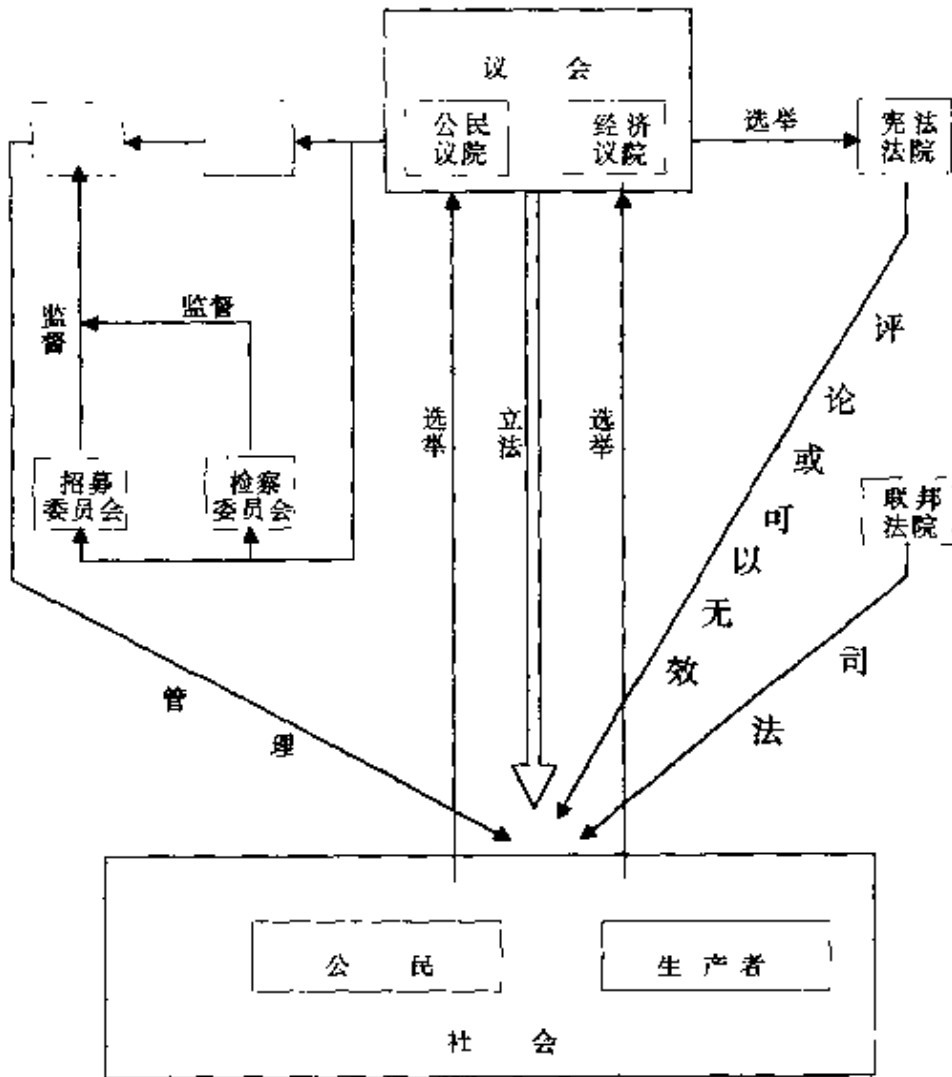 议 会
公民
议院
经济
议院
选举
宪法
法院
监督
监督
选举
立法
选举
评论或可以无效
招募
委员会
检察
委员会
联邦
法院
司法
管理
公 民
生 产 者
社 会